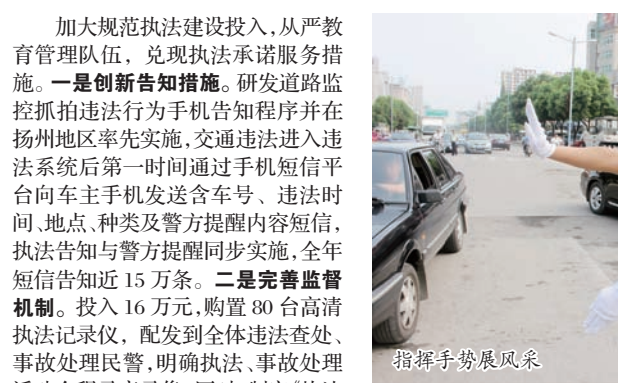 加大规范执法建设投入,从严教
育管理队伍，兑现执法承诺服务措
施。一是创新告知措施。研发道路监
控抓拍违法行为手机告知程序并在
扬州地区率先实施,交通违法进入违
法系统后第一时间通过手机短信平
台向车主手机发送含车号、违法时
间、地点、种类及警方提醒内容短信,
执法告知与警方提醒同步实施,全年
短信告知近 15 万条。二是完善监督
机制。投入 16 万元,购置 80 台高清
执法记录仪，配发到全体违法查处、
事故处理民警,明确执法、事故处理
指挥手势展风采